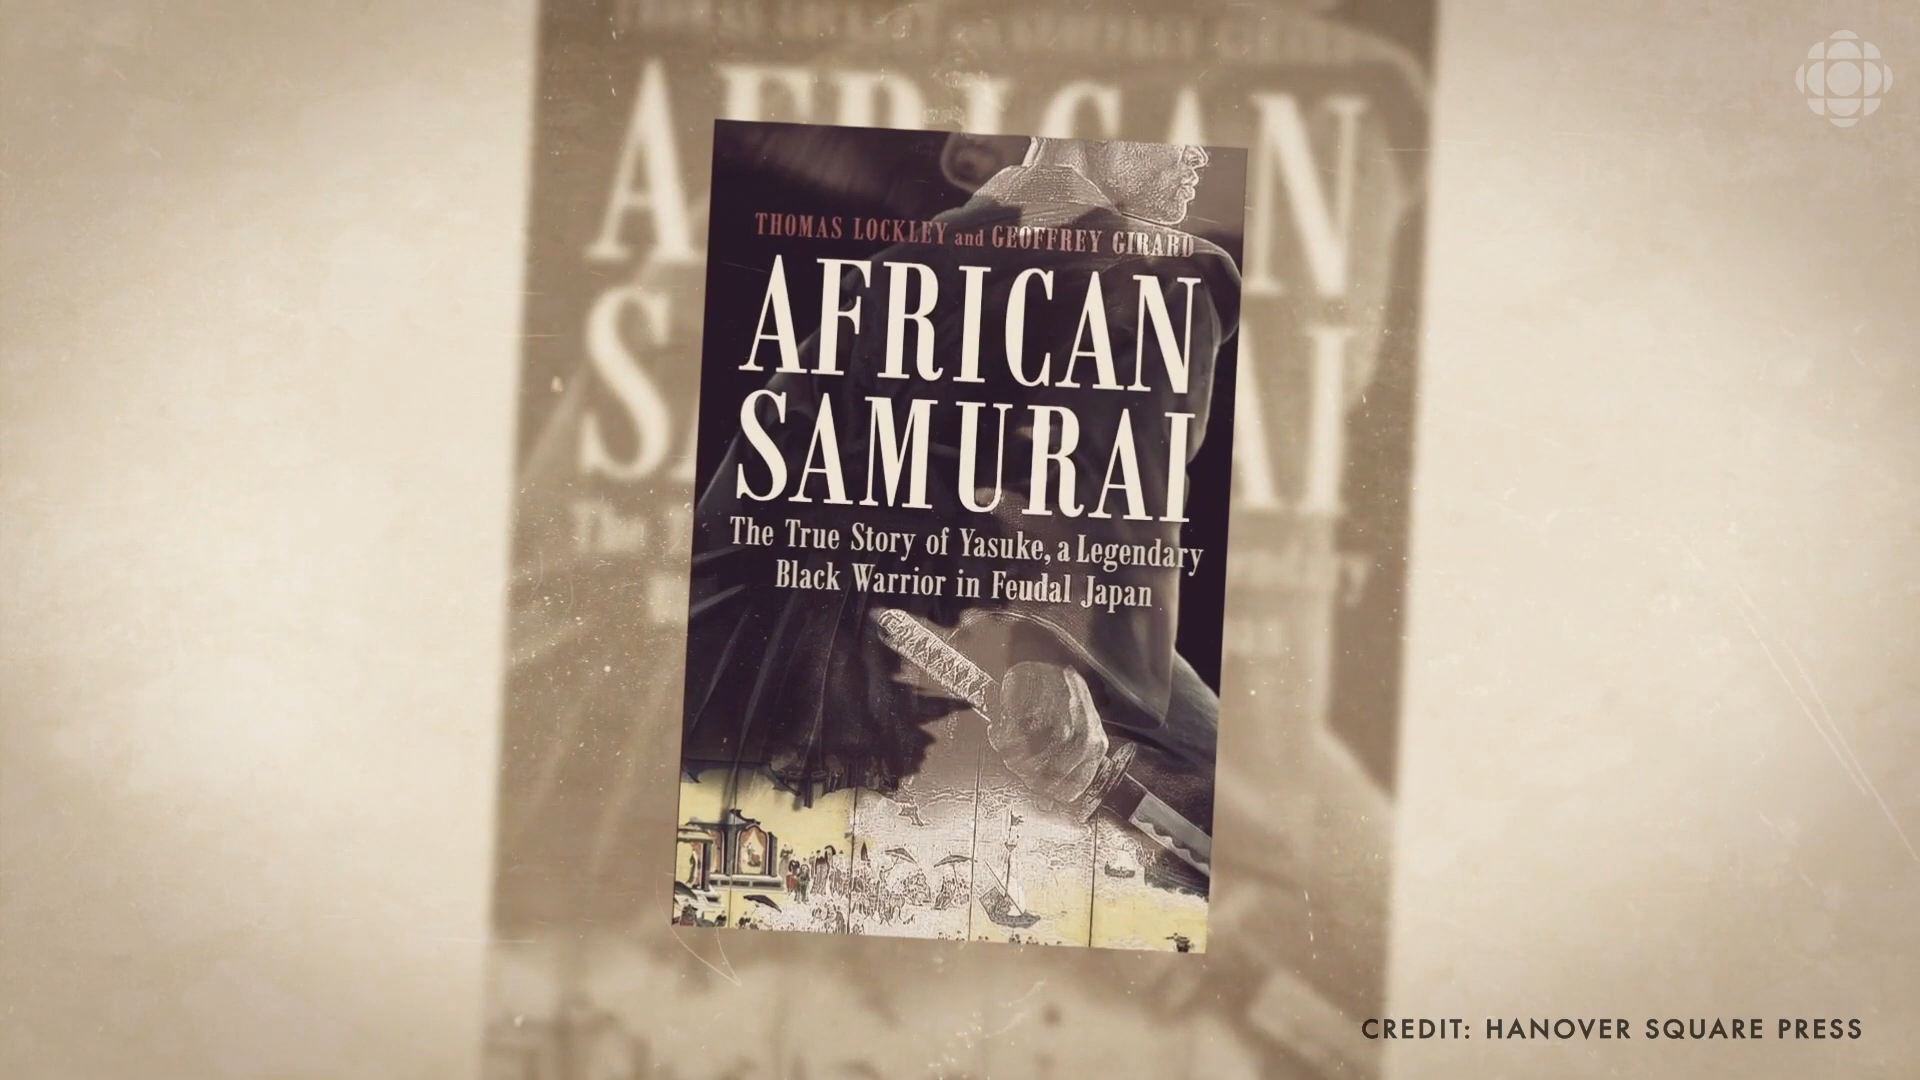 THOMAS LOCKLEY and GEOFFREY GIRARD
AFRICAN
SAMURAI
The True Story of Yasuke, a Legendary
Black Warrior in Feudal Japan
CREDIT: HANOVER SQUARE PRESS